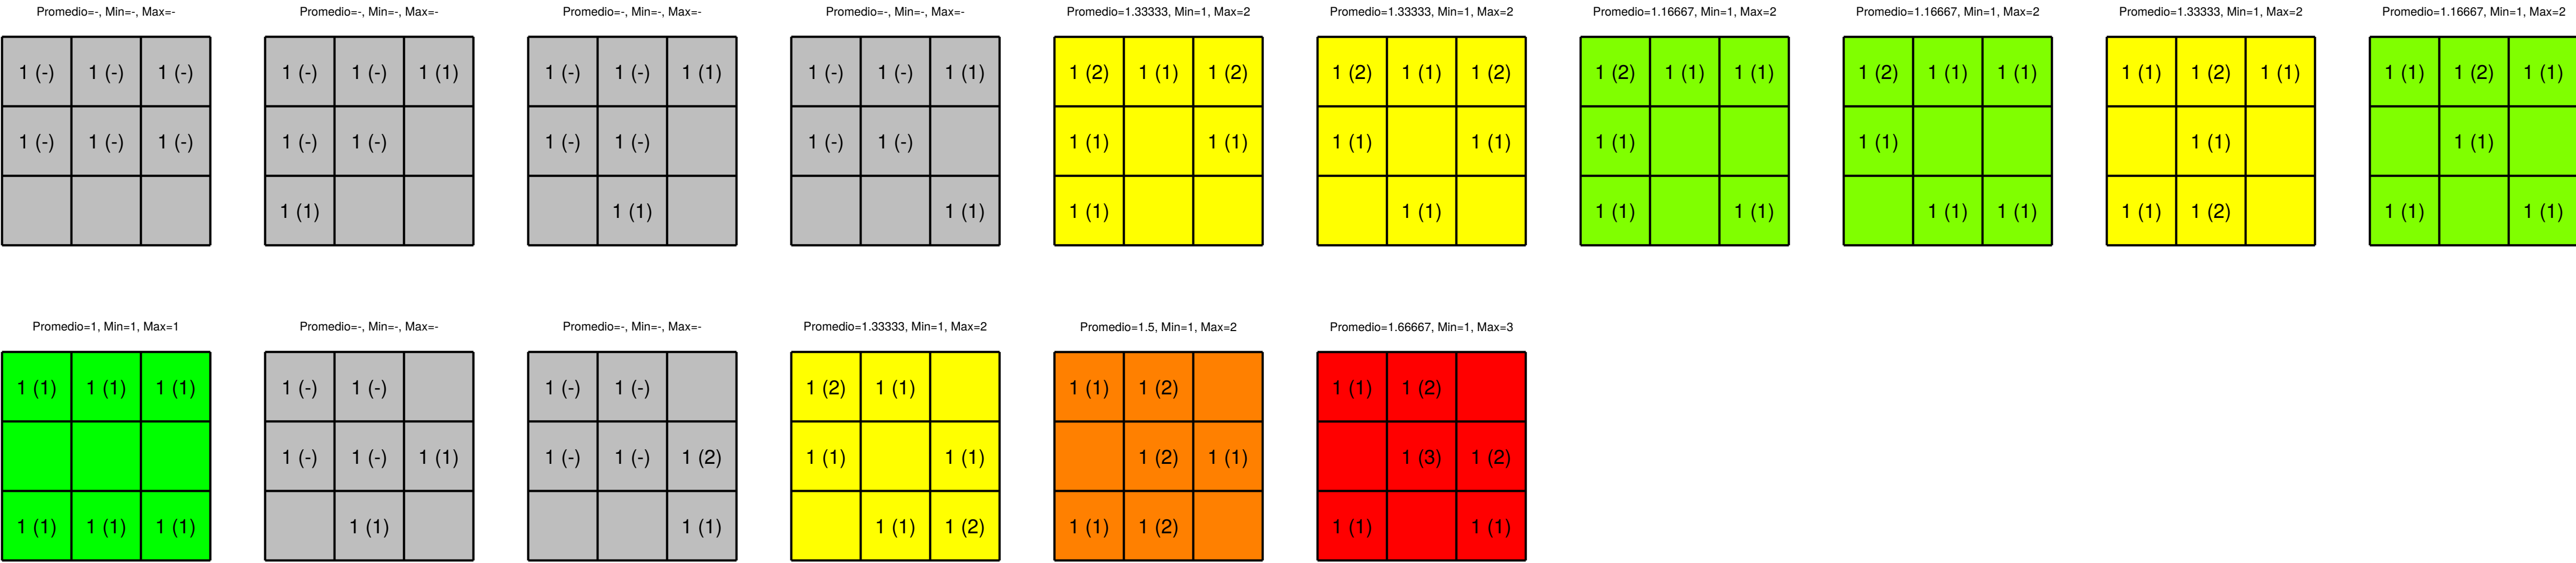 Promedio=-, Min=-, Max=- Promedio=-, Min=-, Max=- Promedio=-, Min=-, Max=- Promedio=-, Min=-, Max=- Promedio=1.33333, Min=1, Max=2 Promedio=1.33333, Min=1, Max=2 Promedio=1.16667, Min=1, Max=2 Promedio=1.16667, Min=1, Max=2 Promedio=1.33333, Min=1, Max=2 Promedio=1.16667, Min=1, Max=2
1 (-) 1 (-) 1 (-) 1 (-) 1 (-) 1 (1) 1 (-) 1 (-) 1 (1) 1 (-) 1 (-) 1 (1) 1 (2) 1 (1) 1 (2) 1 (2) 1 (1) 1 (2) 1 (2) 1 (1) 1 (1) 1 (2) 1 (1) 1 (1) 1 (1) 1 (2) 1 (1) 1 (1) 1 (2) 1 (1)
1 (-) 1 (-) 1 (-) 1 (-) 1 (-) 1 (-) 1 (-) 1 (-) 1 (-) 1 (1) 1 (1) 1 (1) 1 (1) 1 (1) 1 (1) 1 (1) 1 (1)
1 (1) 1 (1) 1 (1) 1 (1) 1 (1) 1 (1) 1 (1) 1 (1) 1 (1) 1 (1) 1 (2) 1 (1) 1 (1)
Promedio=1, Min=1, Max=1 Promedio=-, Min=-, Max=- Promedio=-, Min=-, Max=- Promedio=1.33333, Min=1, Max=2 Promedio=1.5, Min=1, Max=2 Promedio=1.66667, Min=1, Max=3
1 (1) 1 (1) 1 (1) 1 (-) 1 (-) 1 (-) 1 (-) 1 (2) 1 (1) 1 (1) 1 (2) 1 (1) 1 (2)
1 (-) 1 (-) 1 (1) 1 (-) 1 (-) 1 (2) 1 (1) 1 (1) 1 (2) 1 (1) 1 (3) 1 (2)
1 (1) 1 (1) 1 (1) 1 (1) 1 (1) 1 (1) 1 (2) 1 (1) 1 (2) 1 (1) 1 (1)